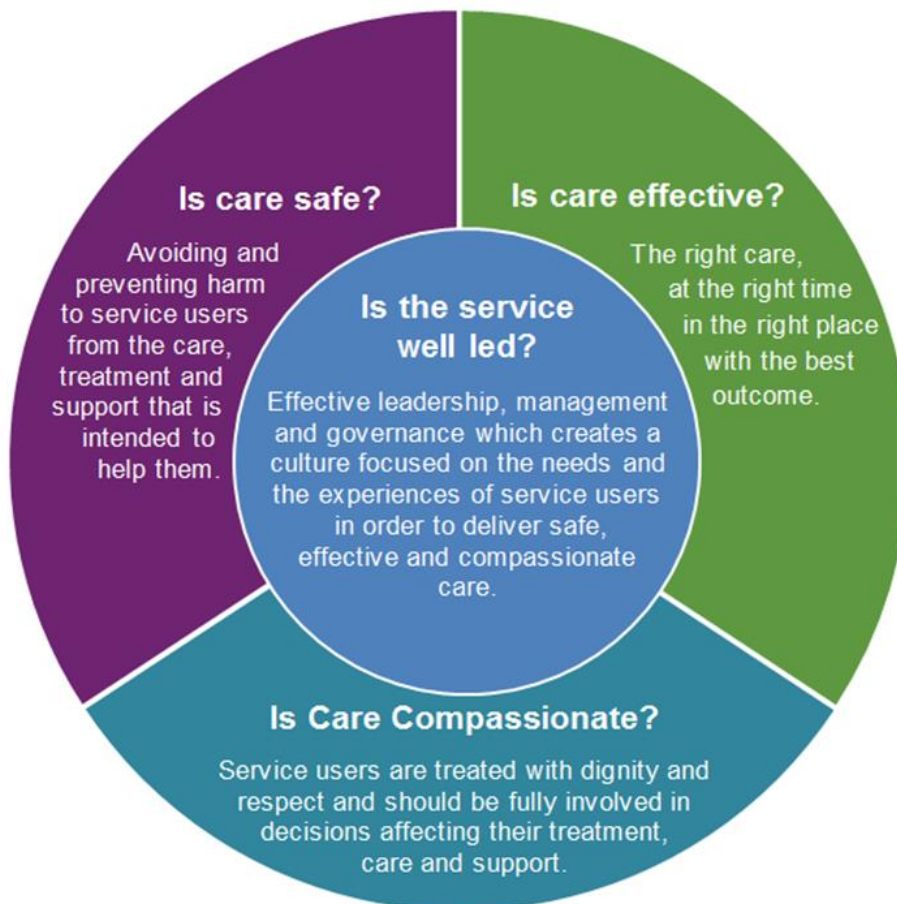 Is care safe?
Avoiding and
preventing harm
to service users
from the care,
treatment and
support that is
intended to
help them.
Is care effective?
The right care,
at the right time
in the right place
with the best
outcome.
Is the service
well led?
Effective leadership, management
and governance which creates a
culture focused on the needs and
the experiences of service users
in order to deliver safe,
effective and compassionate
care.
Is Care Compassionate?
Service users are treated with dignity and
respect and should be fully involved in
decisions affecting their treatment,
care and support.